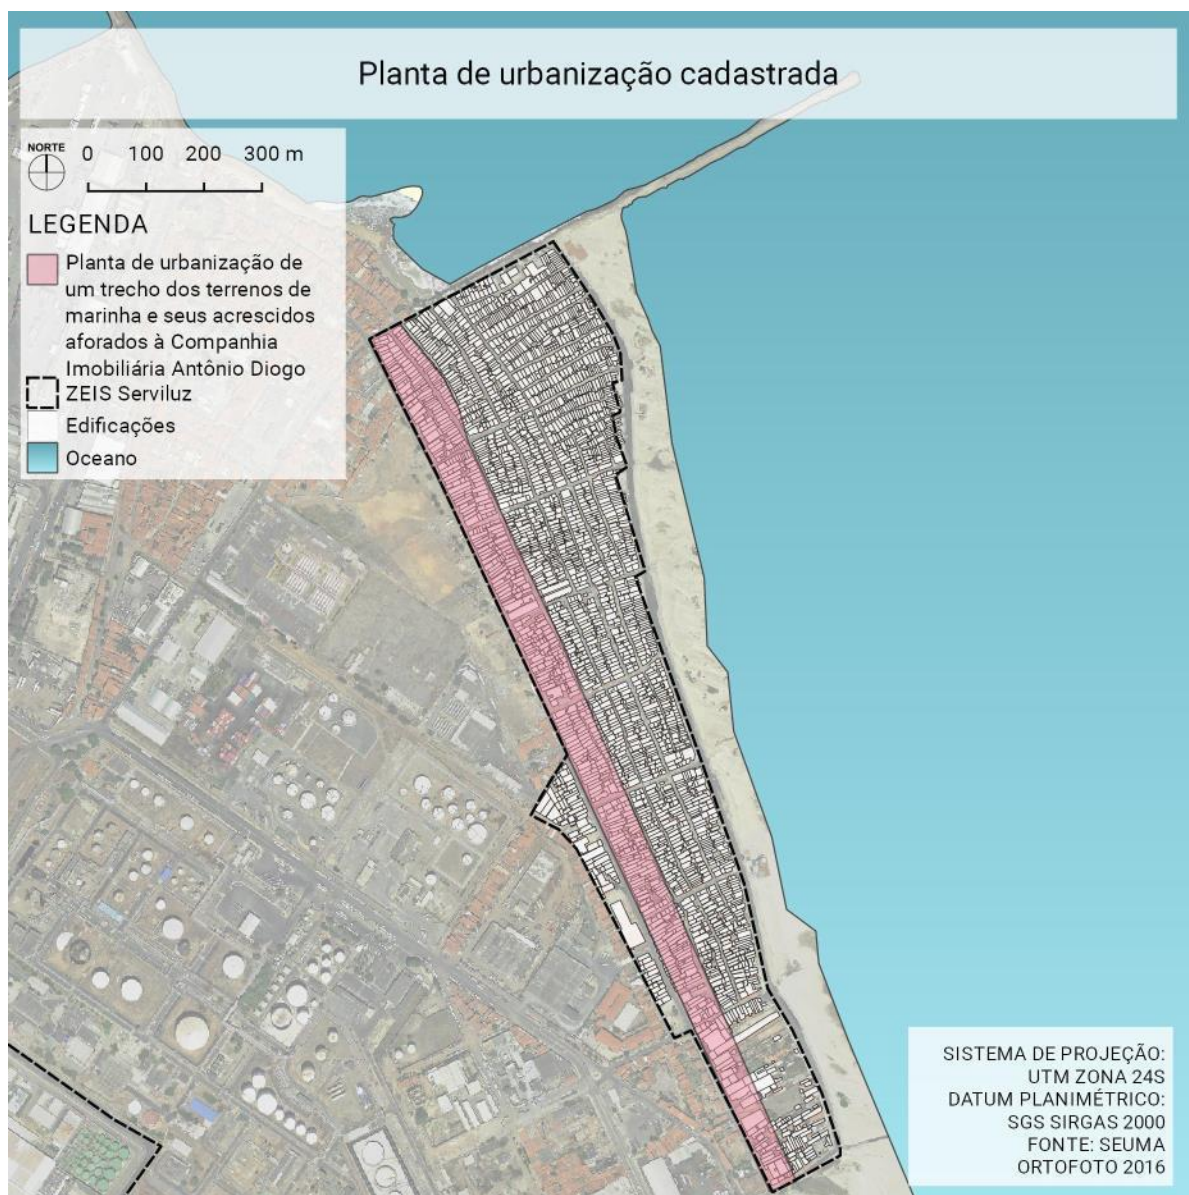 Planta de urbanização cadastrada
NORTE
0 100 200 300 m
LEGENDA
Planta de urbanização de
um trecho dos terrenos de
marinha e seus acrescidos
aforados à Companhia
Imobiliária Antônio Diogo
ZEIS Serviluz
Edificações
Oceano
SISTEMA DE PROJEÇÃO:
UTM ZONA 24S
DATUM PLANIMÉTRICO:
SGS SIRGAS 2000
FONTE: SEUMA
ORTOFOTO 2016